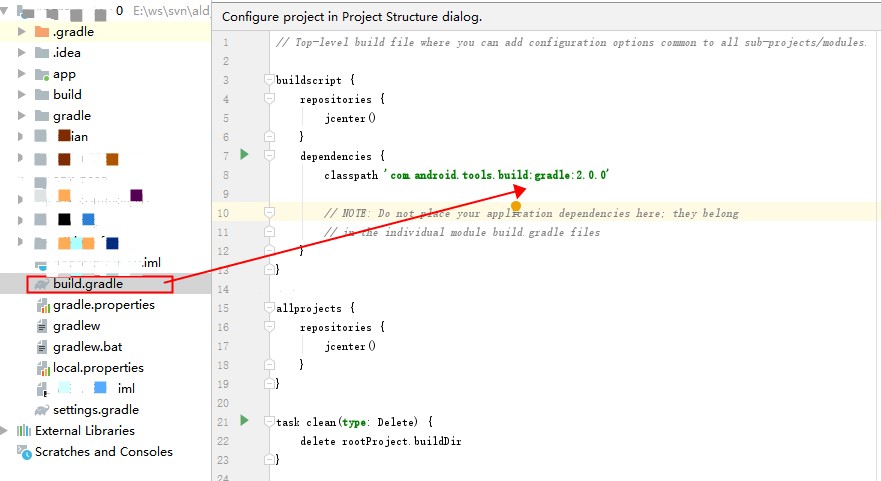 0 E:\ws\svn\ald
.gradle
.idea
app
build
gradle
ian
.iml
build.gradle
gradle.properties
gradlew
gradlew.bat
local.properties
iml
settings.gradle
External Libraries
Scratches and Consoles
Configure project in Project Structure dialog.
1 // Top-level build file where you can add configuration options common to all sub-projects/modules.
2
3 buildscript {
4 repositories {
5 jcenter()
6 }
7 dependencies {
8 classpath 'com.android.tools.build:gradle:2.0.0'
9
10 // NOTE: Do not place your application dependencies here; they belong
11 // in the individual module build.gradle files
12 }
13 }
14
15 allprojects {
16 repositories {
17 jcenter()
18 }
19 }
20
21 task clean(type: Delete) {
22 delete rootProject.buildDir
23 }
24